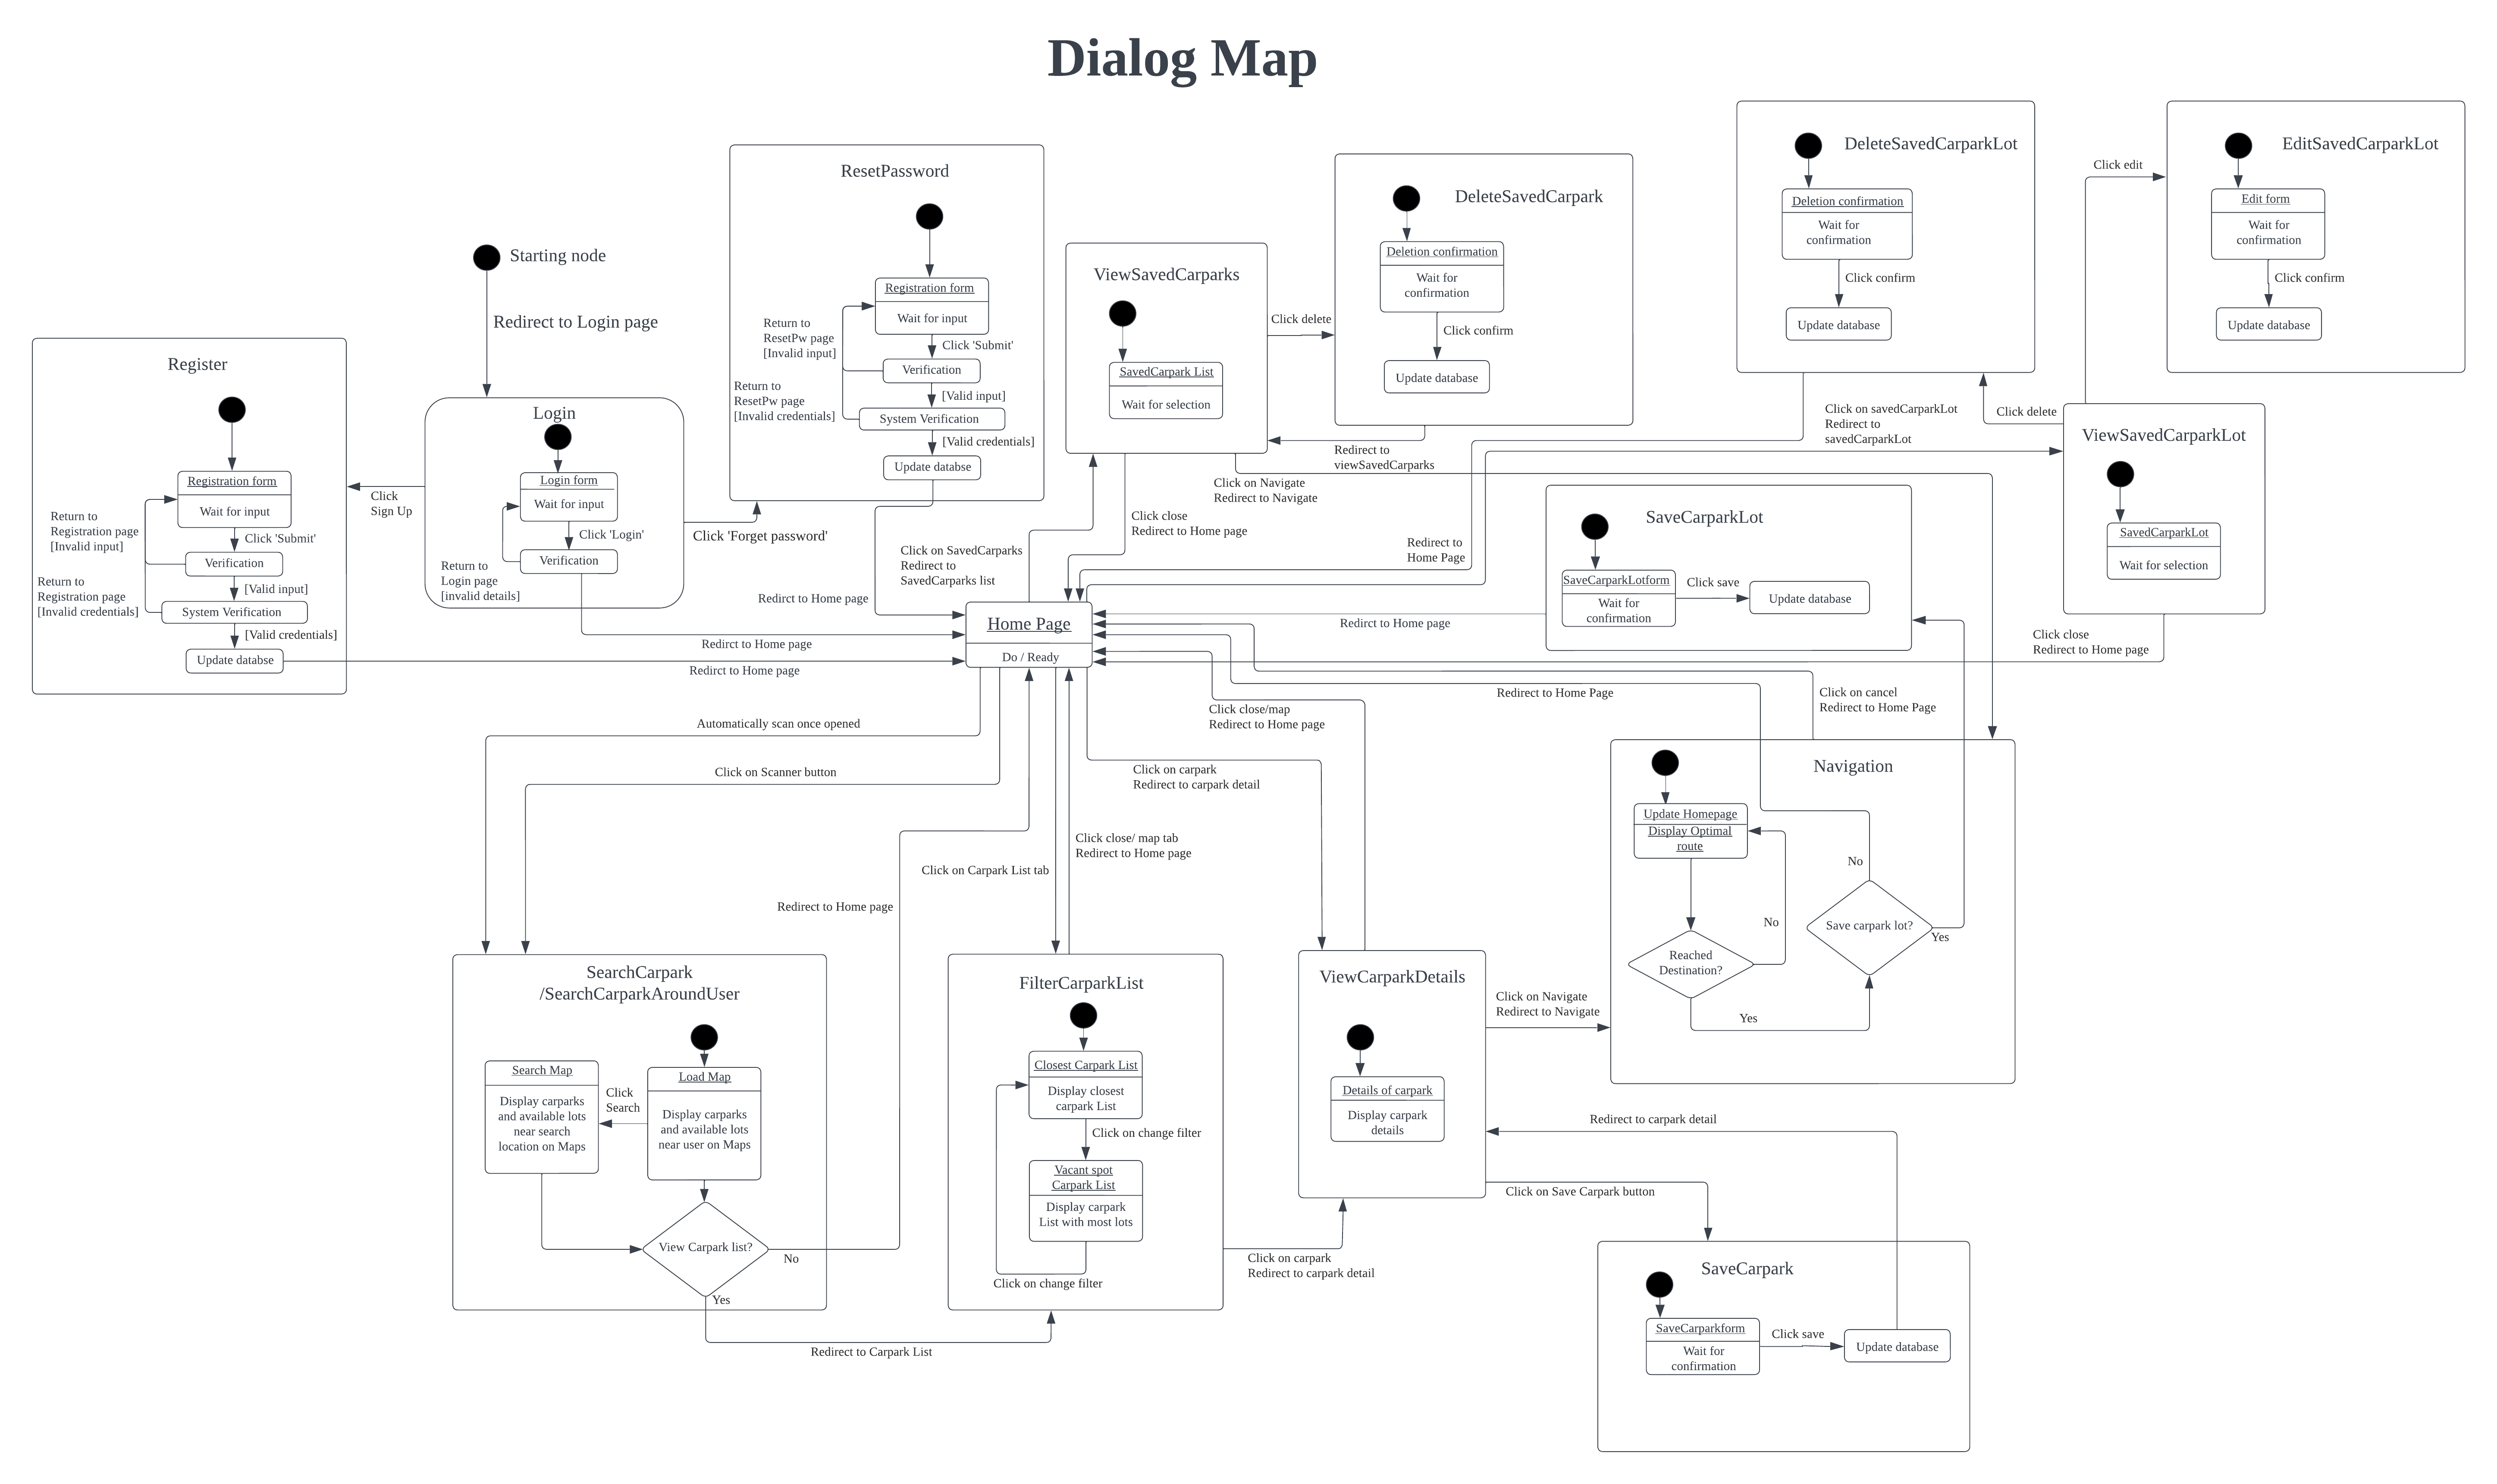 Dialog Map
Starting node
Redirect to Login page
Register
Registration form
Wait for input
Click 'Submit'
Verification
[Valid input]
System Verification
[Valid credentials]
Update databse
Return to
Registration page
[Invalid input]
Return to
Registration page
[Invalid credentials]
Click
Sign Up
Login
Login form
Wait for input
Click 'Login'
Verification
Return to
Login page
[invalid details]
Click 'Forget password'
ResetPassword
Registration form
Wait for input
Click 'Submit'
Verification
[Valid input]
System Verification
[Valid credentials]
Update databse
Return to
ResetPw page
[Invalid input]
Return to
ResetPw page
[Invalid credentials]
Redirct to Home page
Redirct to Home page
Redirct to Home page
ViewSavedCarparks
SavedCarpark List
Wait for selection
Click delete
DeleteSavedCarpark
Deletion confirmation
Wait for
confirmation
Click confirm
Update database
Redirect to
viewSavedCarparks
Click on Navigate
Redirect to Navigate
Click close
Redirect to Home page
Click on SavedCarparks
Redirect to
SavedCarparks list
DeleteSavedCarparkLot
Deletion confirmation
Wait for
confirmation
Click confirm
Update database
Click on savedCarparkLot
Redirect to
savedCarparkLot
Click delete
Click edit
EditSavedCarparkLot
Edit form
Wait for
confirmation
Click confirm
Update database
ViewSavedCarparkLot
SavedCarparkLot
Wait for selection
Click close
Redirect to Home page
Redirect to
Home Page
SaveCarparkLot
SaveCarparkLotform
Wait for
confirmation
Click save
Update database
Redirct to Home page
Home Page
Do / Ready
Redirect to Home Page
Click on cancel
Redirect to Home Page
Click close/map
Redirect to Home page
Automatically scan once opened
Click on Scanner button
Click on carpark
Redirect to carpark detail
Click close/ map tab
Redirect to Home page
Click on Carpark List tab
Redirect to Home page
Navigation
Update Homepage
Display Optimal
route
Reached
Destination?
No
Yes
Save carpark lot?
No
Yes
SearchCarpark
/SearchCarparkAroundUser
Search Map
Display carparks
and available lots
near search
location on Maps
Click
Search
Load Map
Display carparks
and available lots
near user on Maps
View Carpark list?
No
Yes
Redirect to Carpark List
FilterCarparkList
Closest Carpark List
Display closest
carpark List
Click on change filter
Vacant spot
Carpark List
Display carpark
List with most lots
Click on change filter
Click on carpark
Redirect to carpark detail
ViewCarparkDetails
Details of carpark
Display carpark
details
Click on Navigate
Redirect to Navigate
Redirect to carpark detail
Click on Save Carpark button
SaveCarpark
SaveCarparkform
Wait for
confirmation
Click save
Update database